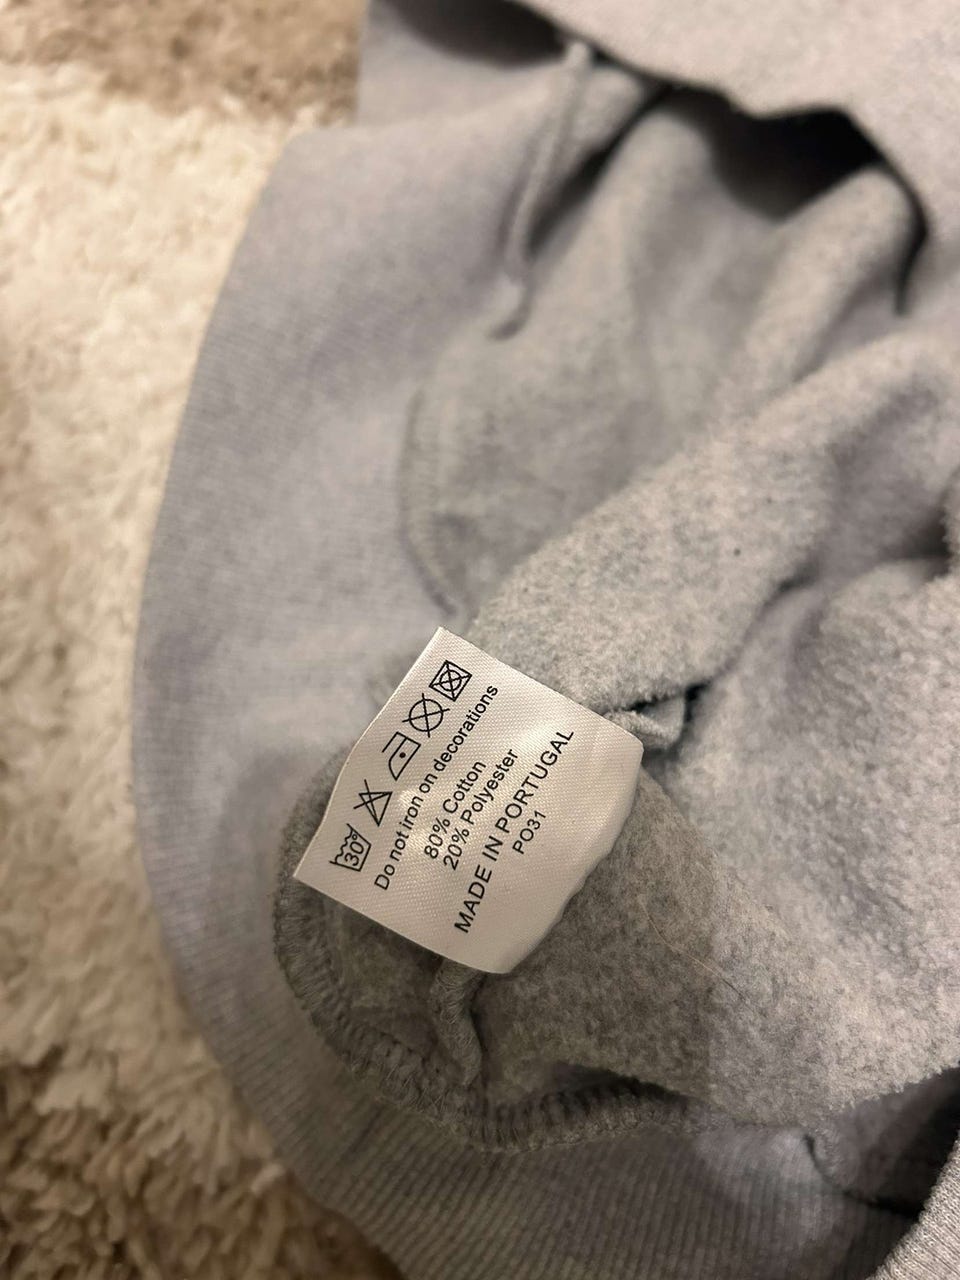 30°
Do not iron on decorations
80% Cotton
20% Polyester
MADE IN PORTUGAL
PO31